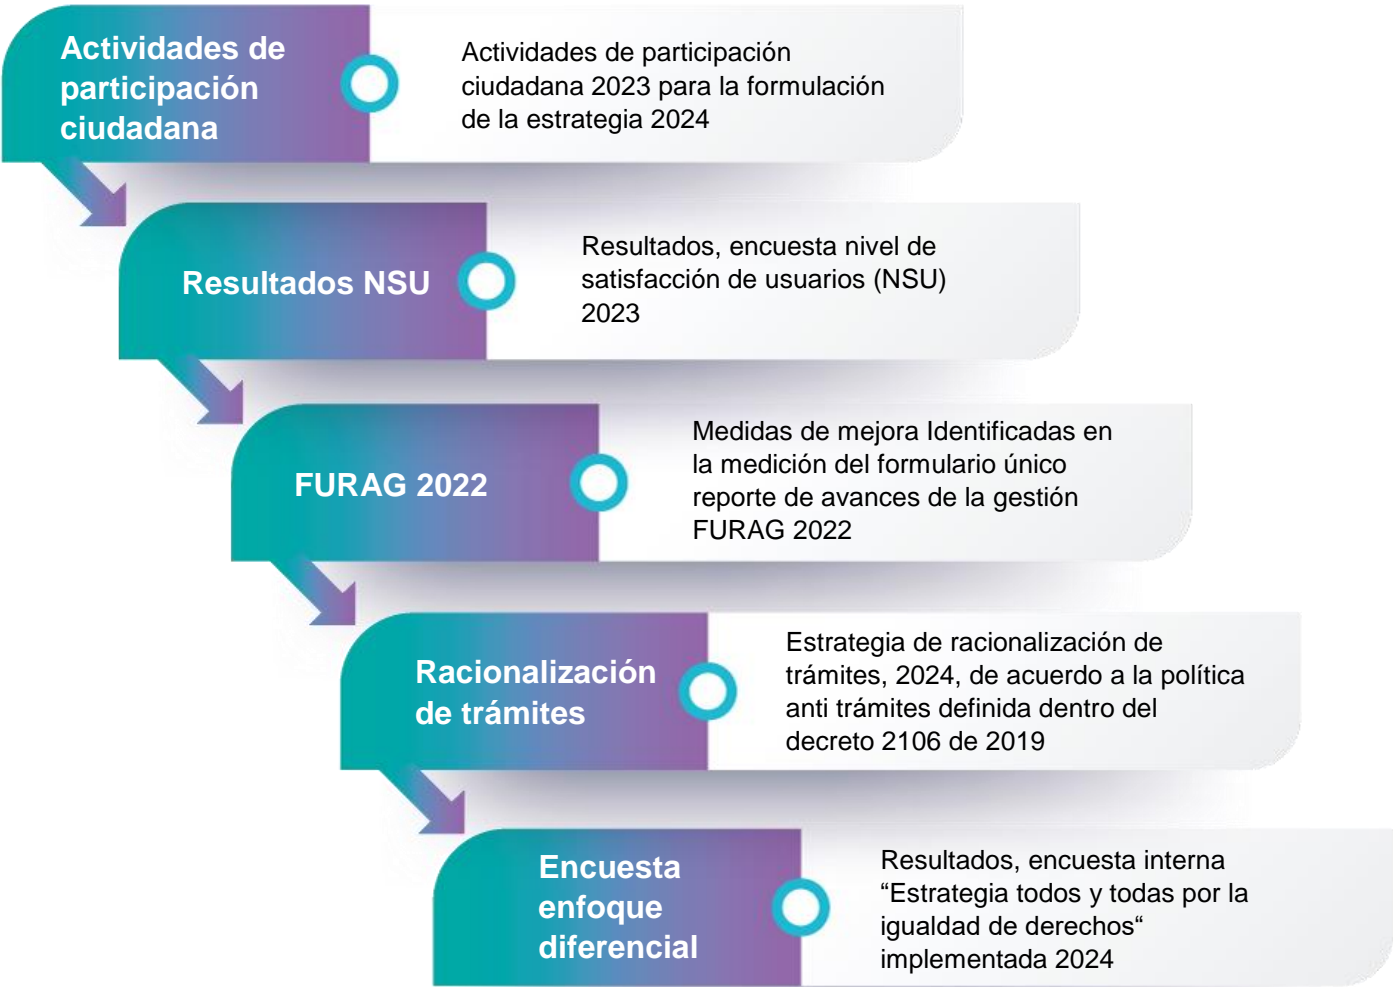 Actividades de
participación
ciudadana
Actividades de participación
ciudadana 2023 para la formulación
de la estrategia 2024
Resultados NSU
Resultados, encuesta nivel de
satisfacción de usuarios (NSU)
2023
FURAG 2022
Medidas de mejora Identificadas en
la medición del formulario único
reporte de avances de la gestión
FURAG 2022
Racionalización
de trámites
Estrategia de racionalización de
trámites, 2024, de acuerdo a la política
anti trámites definida dentro del
decreto 2106 de 2019
Encuesta
enfoque
diferencial
Resultados, encuesta interna
“Estrategia todos y todas por la
igualdad de derechos“
implementada 2024